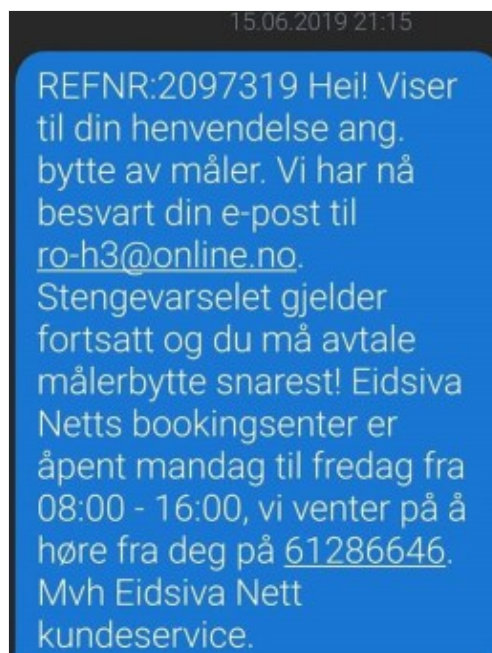 15.06.2019 21:15
REFNR:2097319 Hei! Viser
til din henvendelse ang.
bytte av måler. Vi har nå
besvart din e-post til
ro-h3@online.no.
Stengevarselet gjelder
fortsatt og du må avtale
målerbytte snarest! Eidsiva
Netts bookingsenter er
åpent mandag til fredag fra
08:00 - 16:00, vi venter på å
høre fra deg på 61286646.
Mvh Eidsiva Nett
kundeservice.